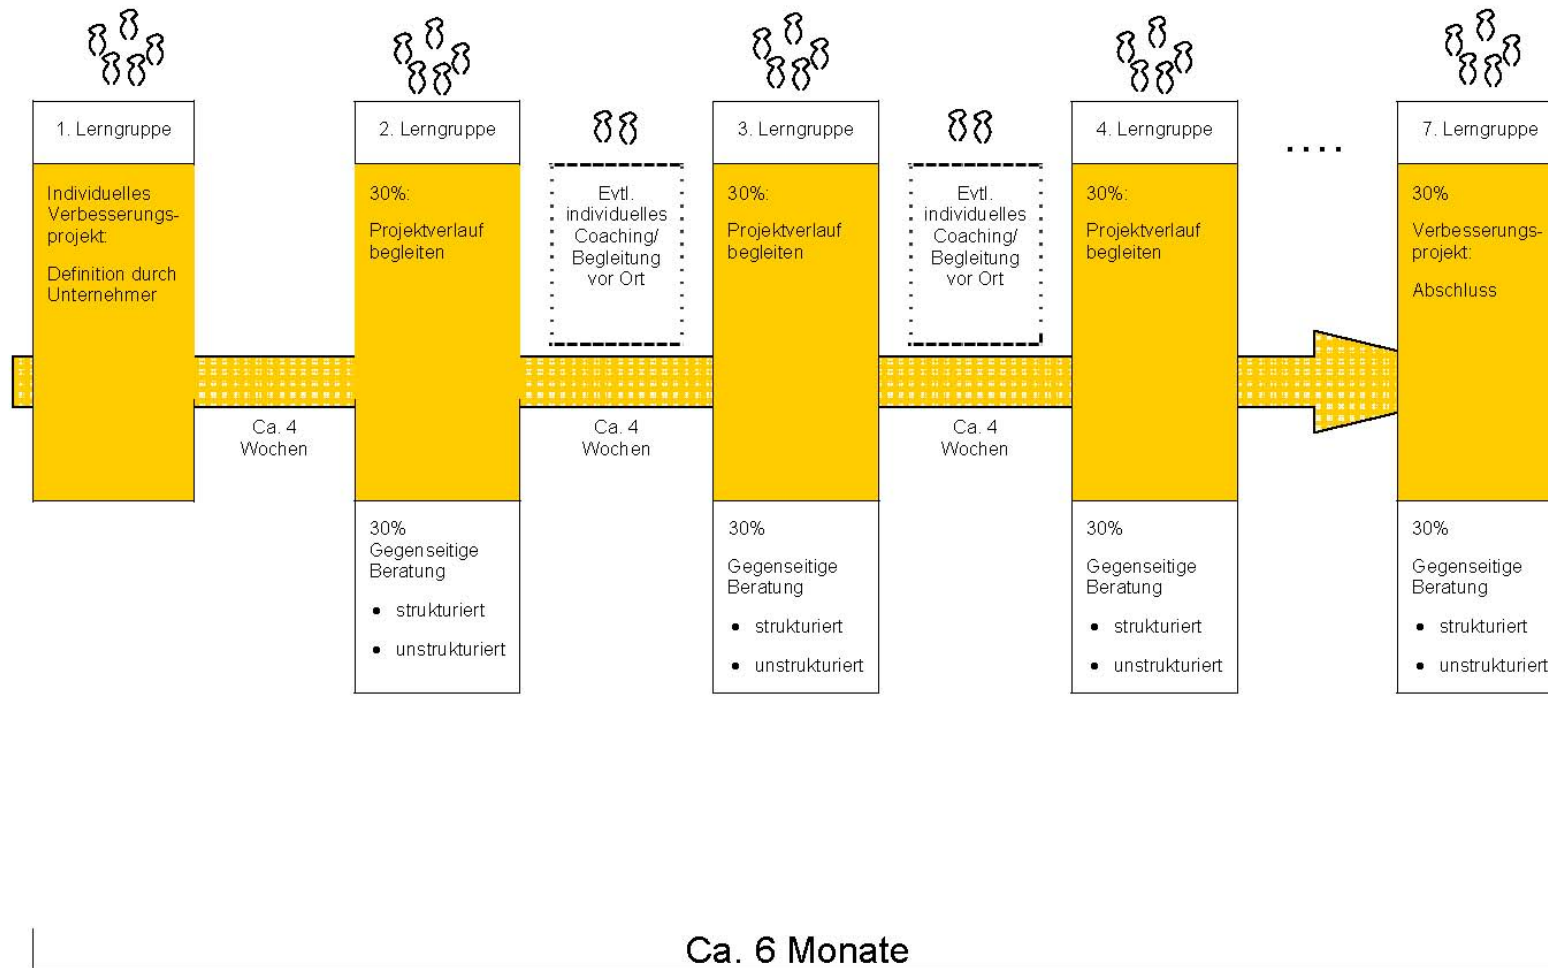 1. Lerngruppe
Individuelles
Verbesserungs-
projekt:
Definition durch
Unternehmer
Ca. 4
Wochen
2. Lerngruppe
30%:
Projektverlauf
begleiten
30%
Gegenseitige
Beratung
• strukturiert
• unstrukturiert
Evtl.
individuelles
Coaching/
Begleitung
vor Ort
Ca. 4
Wochen
3. Lerngruppe
30%:
Projektverlauf
begleiten
30%
Gegenseitige
Beratung
• strukturiert
• unstrukturiert
Evtl.
individuelles
Coaching/
Begleitung
vor Ort
Ca. 4
Wochen
4. Lerngruppe
30%:
Projektverlauf
begleiten
30%
Gegenseitige
Beratung
• strukturiert
• unstrukturiert
....
7. Lerngruppe
30%
Verbesserungs-
projekt:
Abschluss
30%
Gegenseitige
Beratung
• strukturiert
• unstrukturiert
Ca. 6 Monate